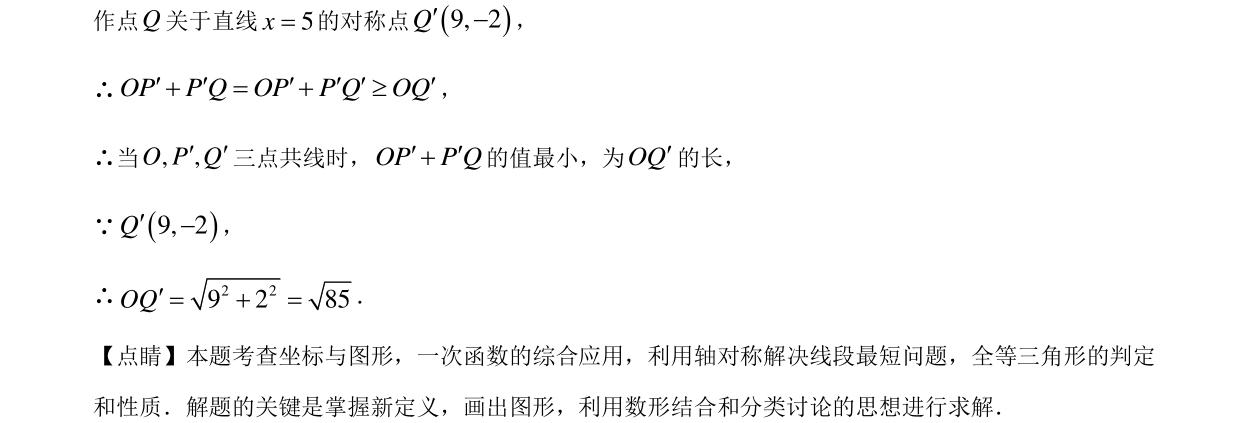 作点Q关于直线x=5的对称点Q′(9,−2)，
∴OP′+P′Q=OP′+P′Q′≥OQ′，
∴当O,P′,Q′三点共线时，OP′+P′Q的值最小，为OQ′的长，
∵Q′(9,−2)，
∴OQ′=√(9²+2²)=√85．
【点睛】本题考查坐标与图形，一次函数的综合应用，利用轴对称解决线段最短问题，全等三角形的判定
和性质．解题的关键是掌握新定义，画出图形，利用数形结合和分类讨论的思想进行求解．